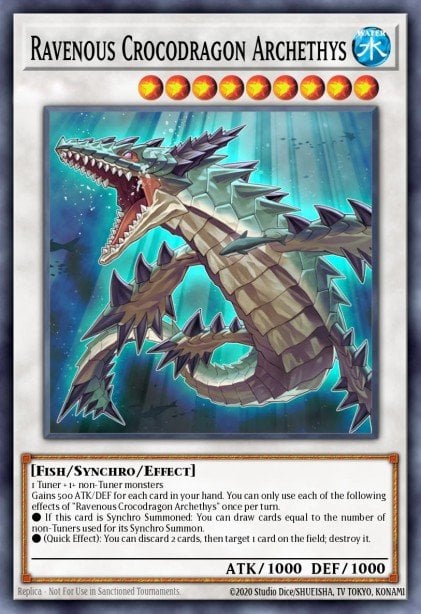 RAVENOUS CROCODRAGON ARCHETHYS
WATER
水
[FISH/SYNCHRO/EFFECT]
1 Tuner + 1+ non-Tuner monsters
Gains 500 ATK/DEF for each card in your hand. You can only use each of the following
effects of "Ravenous Crocodragon Archethys" once per turn.
● If this card is Synchro Summoned: You can draw cards equal to the number of
non-Tuners used for its Synchro Summon.
● (Quick Effect): You can discard 2 cards, then target 1 card on the field; destroy it.
ATK/1000 DEF/1000
Replica - Not For Use in Sanctioned Tournaments.
©2020 Studio Dice/SHUEISHA, TV TOKYO, KONAMI